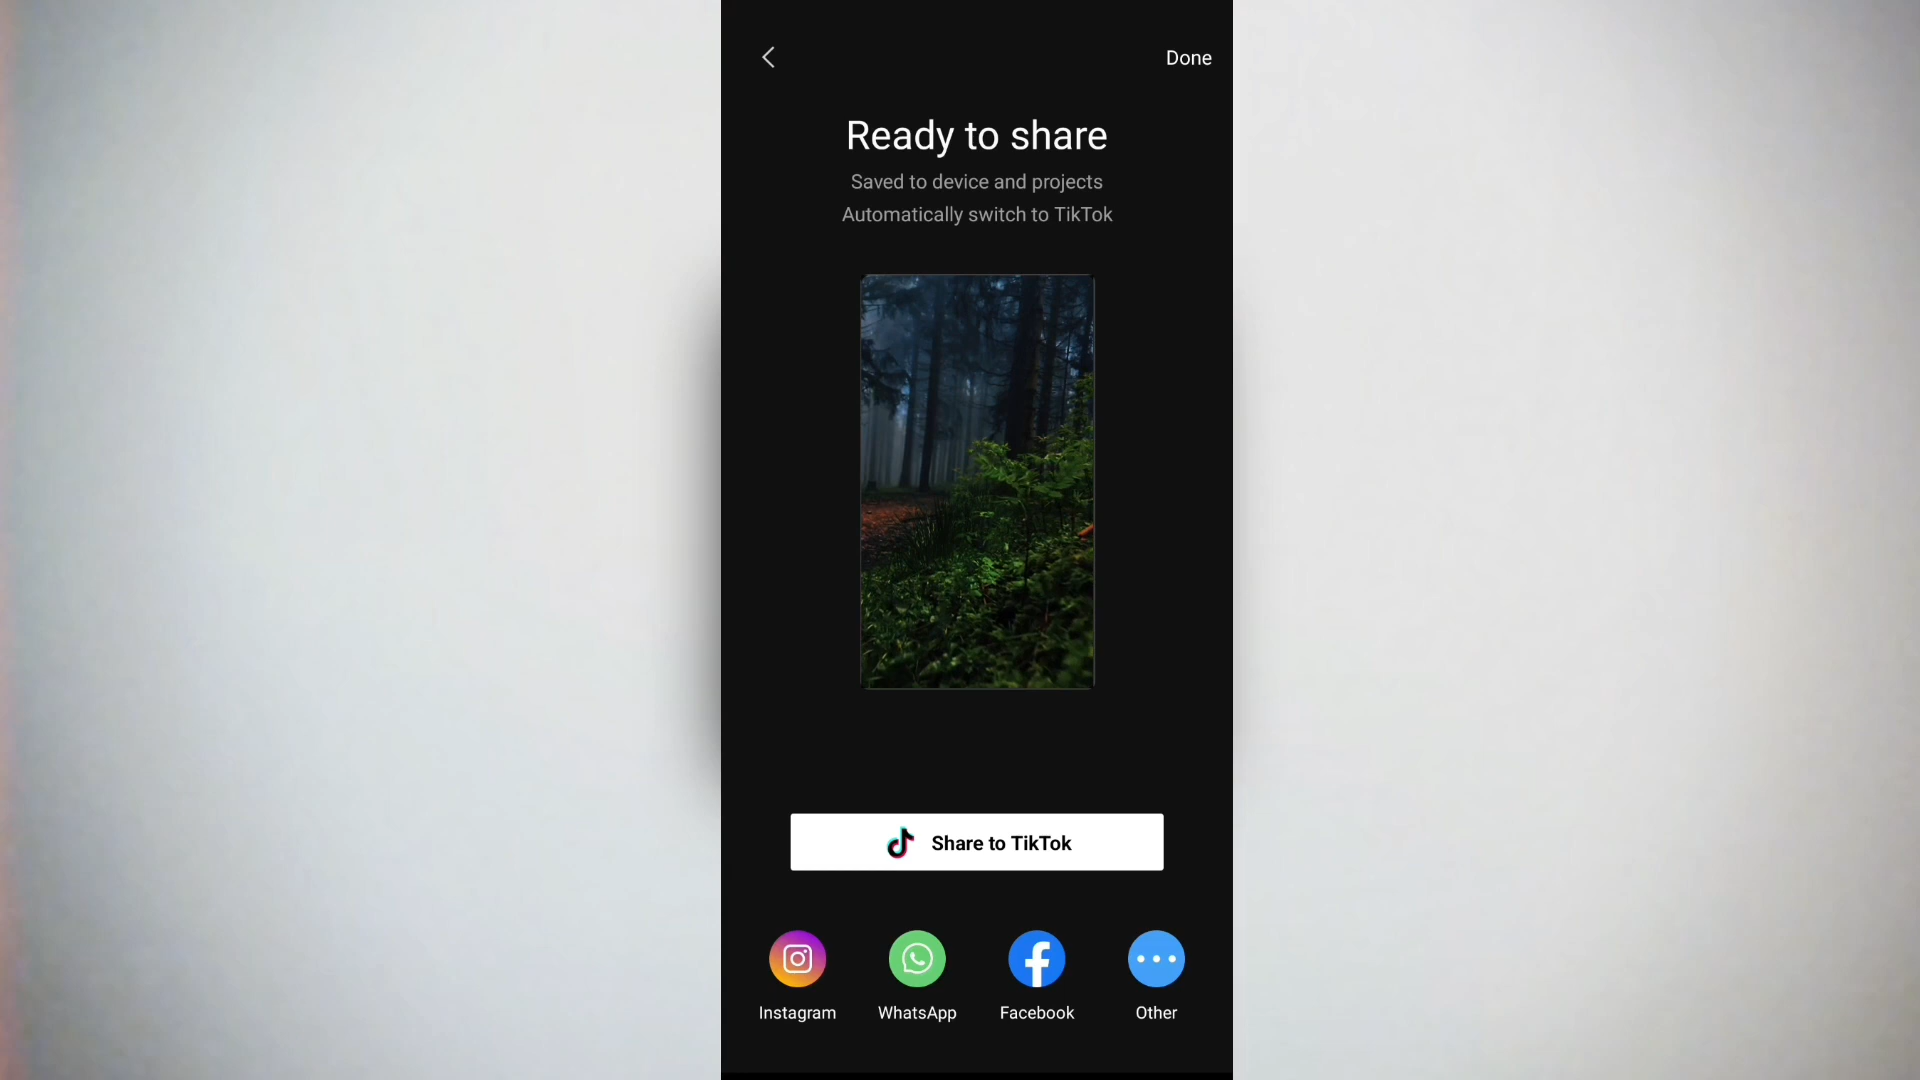 Done
Ready to share
Saved to device and projects
Automatically switch to TikTok
Share to TikTok
Instagram
WhatsApp
Facebook
Other